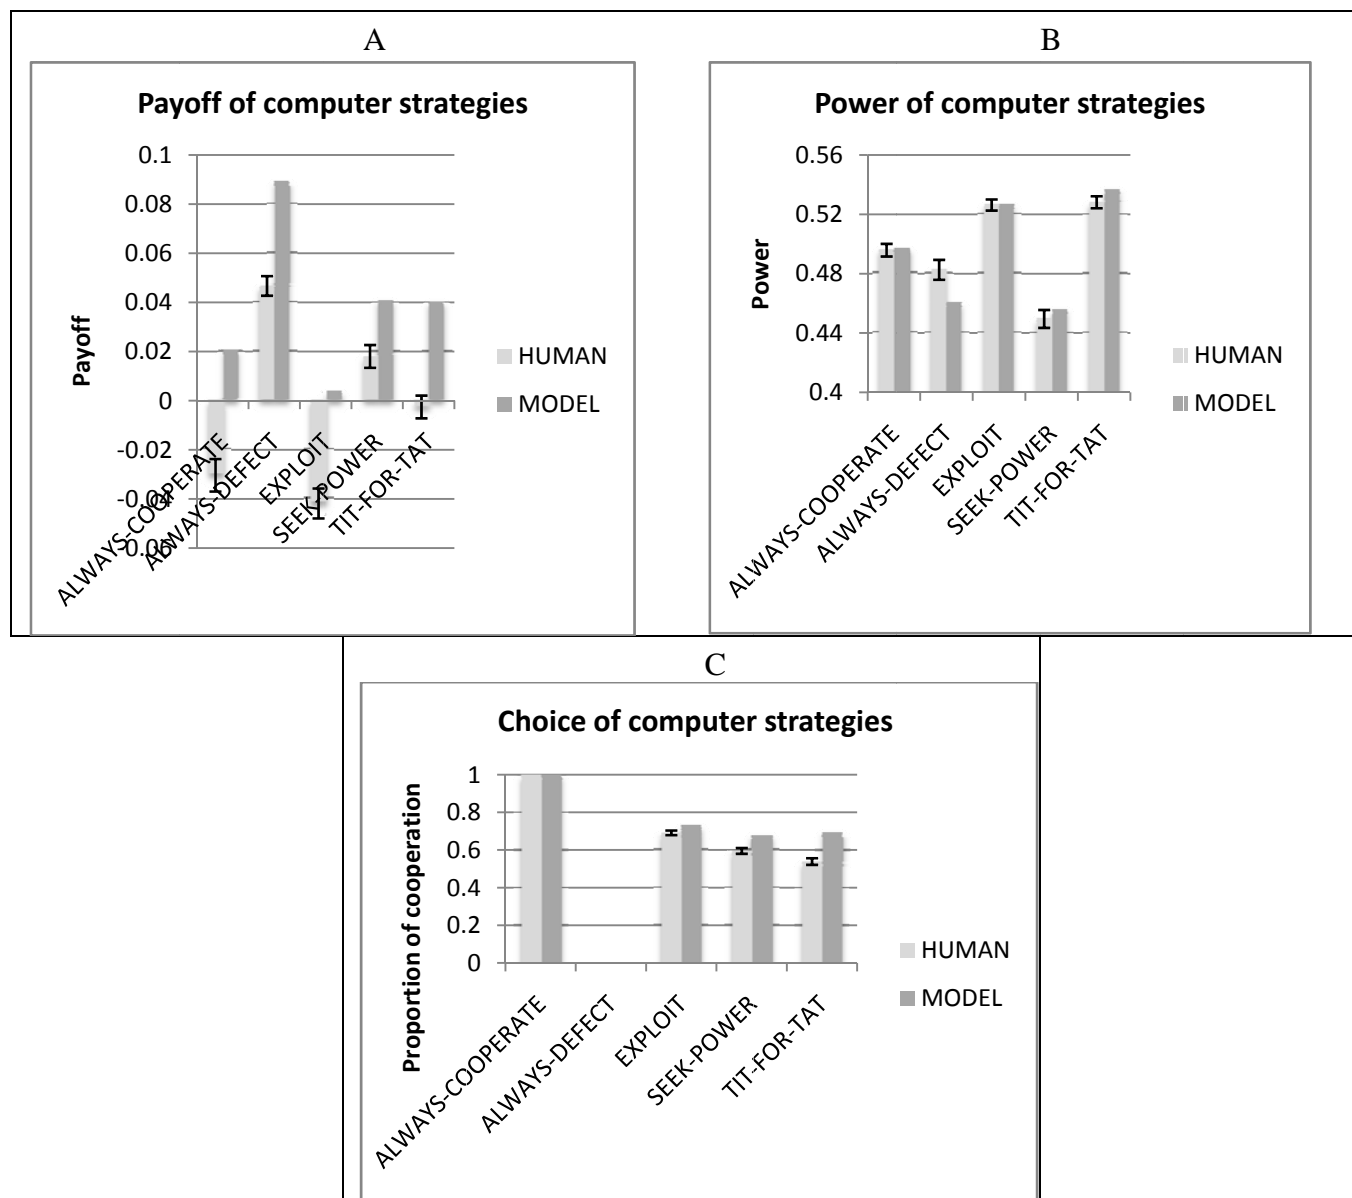 A
Payoff of computer strategies
0.1
0.08
0.06
0.04
0.02
0
-0.02
-0.04
-0.06
Payoff
ALWAYS-COOPERATE
ALWAYS-DEFECT
EXPLOIT
SEEK-POWER
TIT-FOR-TAT
HUMAN
MODEL
B
Power of computer strategies
0.56
0.52
0.48
0.44
0.4
Power
ALWAYS-COOPERATE
ALWAYS-DEFECT
EXPLOIT
SEEK-POWER
TIT-FOR-TAT
HUMAN
MODEL
C
Choice of computer strategies
1
0.8
0.6
0.4
0.2
0
Proportion of cooperation
ALWAYS-COOPERATE
ALWAYS-DEFECT
EXPLOIT
SEEK-POWER
TIT-FOR-TAT
HUMAN
MODEL